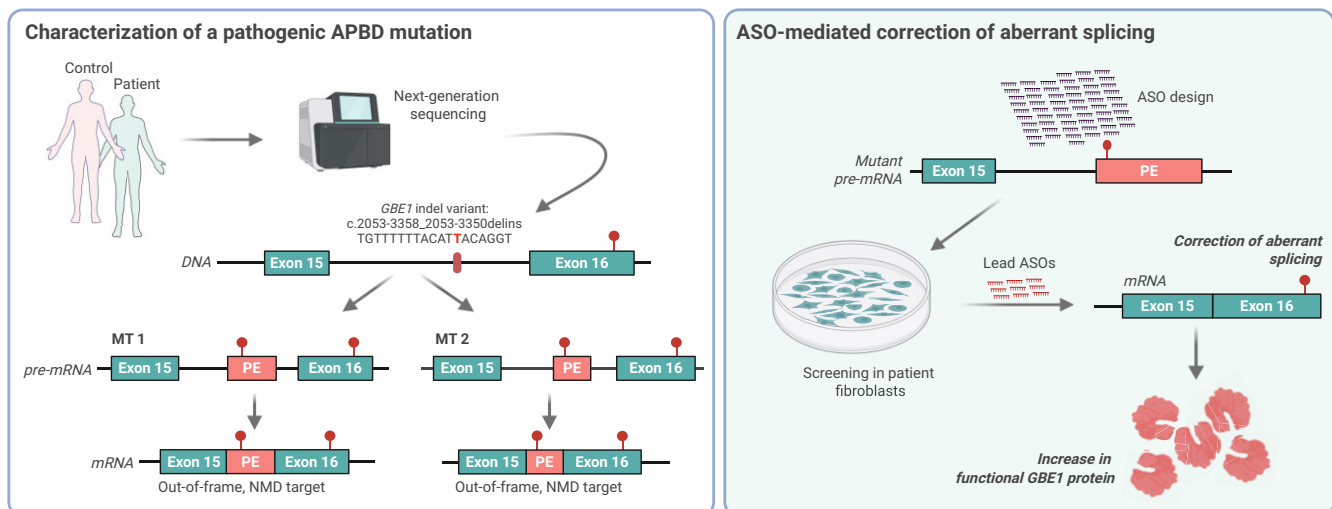 Characterization of a pathogenic APBD mutation
Control
Patient
Next-generation
sequencing
GBE1 indel variant:
c.2053-3358_2053-3350delins
TGTTTTTTACATTACAGGT
DNA
Exon 15
Exon 16
MT 1
MT 2
pre-mRNA
Exon 15
PE
Exon 16
Exon 15
PE
Exon 16
mRNA
Exon 15
PE
Exon 16
Exon 15
PE
Exon 16
Out-of-frame, NMD target
Out-of-frame, NMD target
ASO-mediated correction of aberrant splicing
ASO design
Mutant
pre-mRNA
Exon 15
PE
Screening in patient
fibroblasts
Lead ASOs
Correction of aberrant
splicing
mRNA
Exon 15
Exon 16
Increase in
functional GBE1 protein